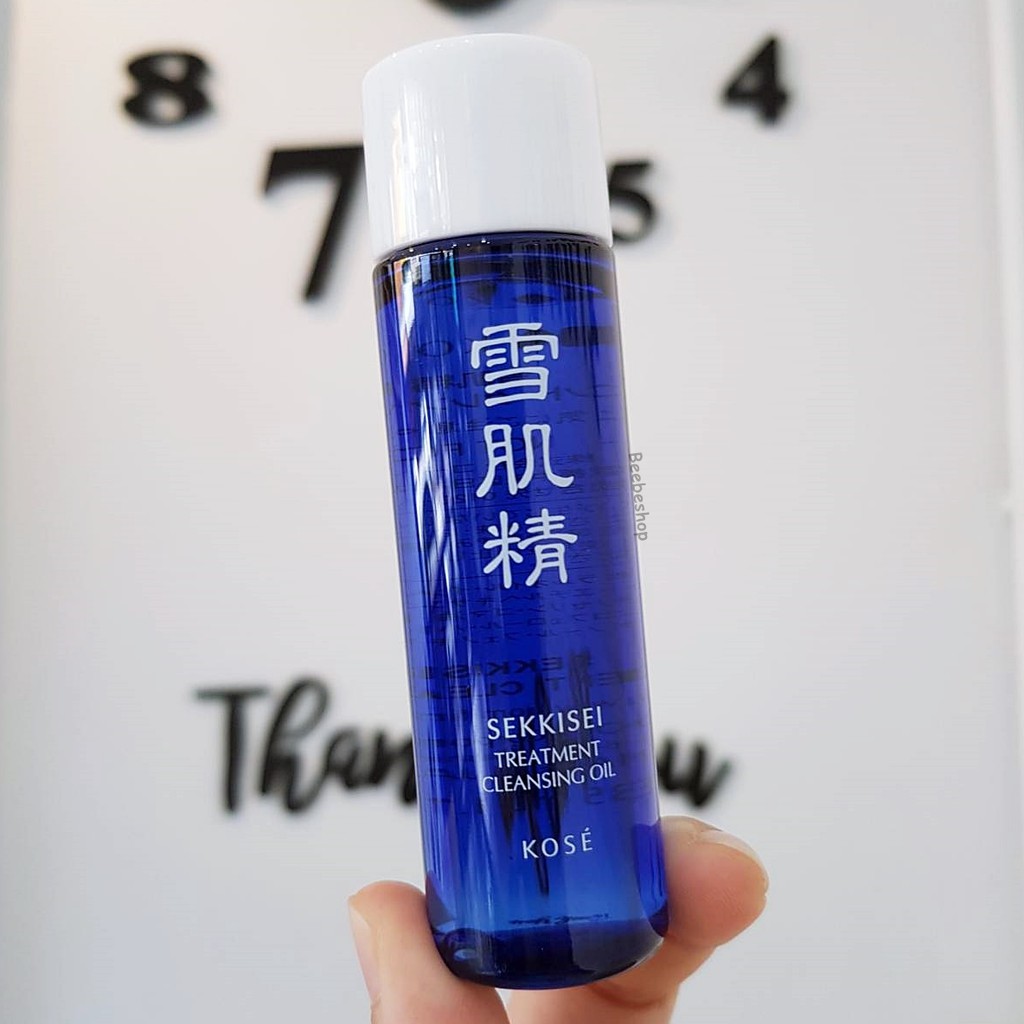 8
4
7
5
雪
肌
精
Beebeshop
SEKKISEI
TREATMENT
CLEANSING OIL
KOSÉ